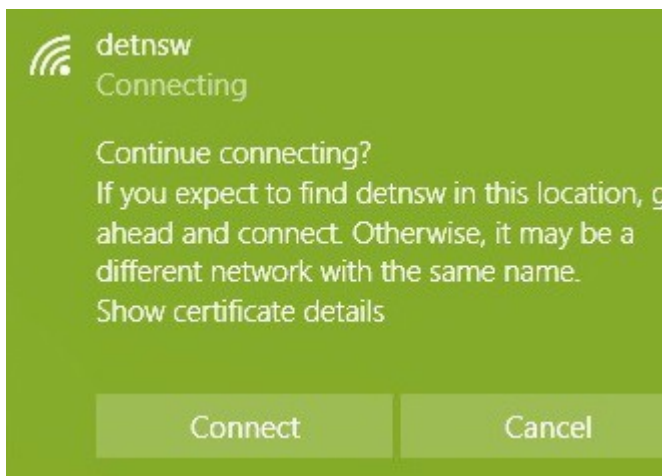 detnsw
Connecting
Continue connecting?
If you expect to find detnsw in this location,
ahead and connect. Otherwise, it may be a
different network with the same name.
Show certificate details
Connect
Cancel